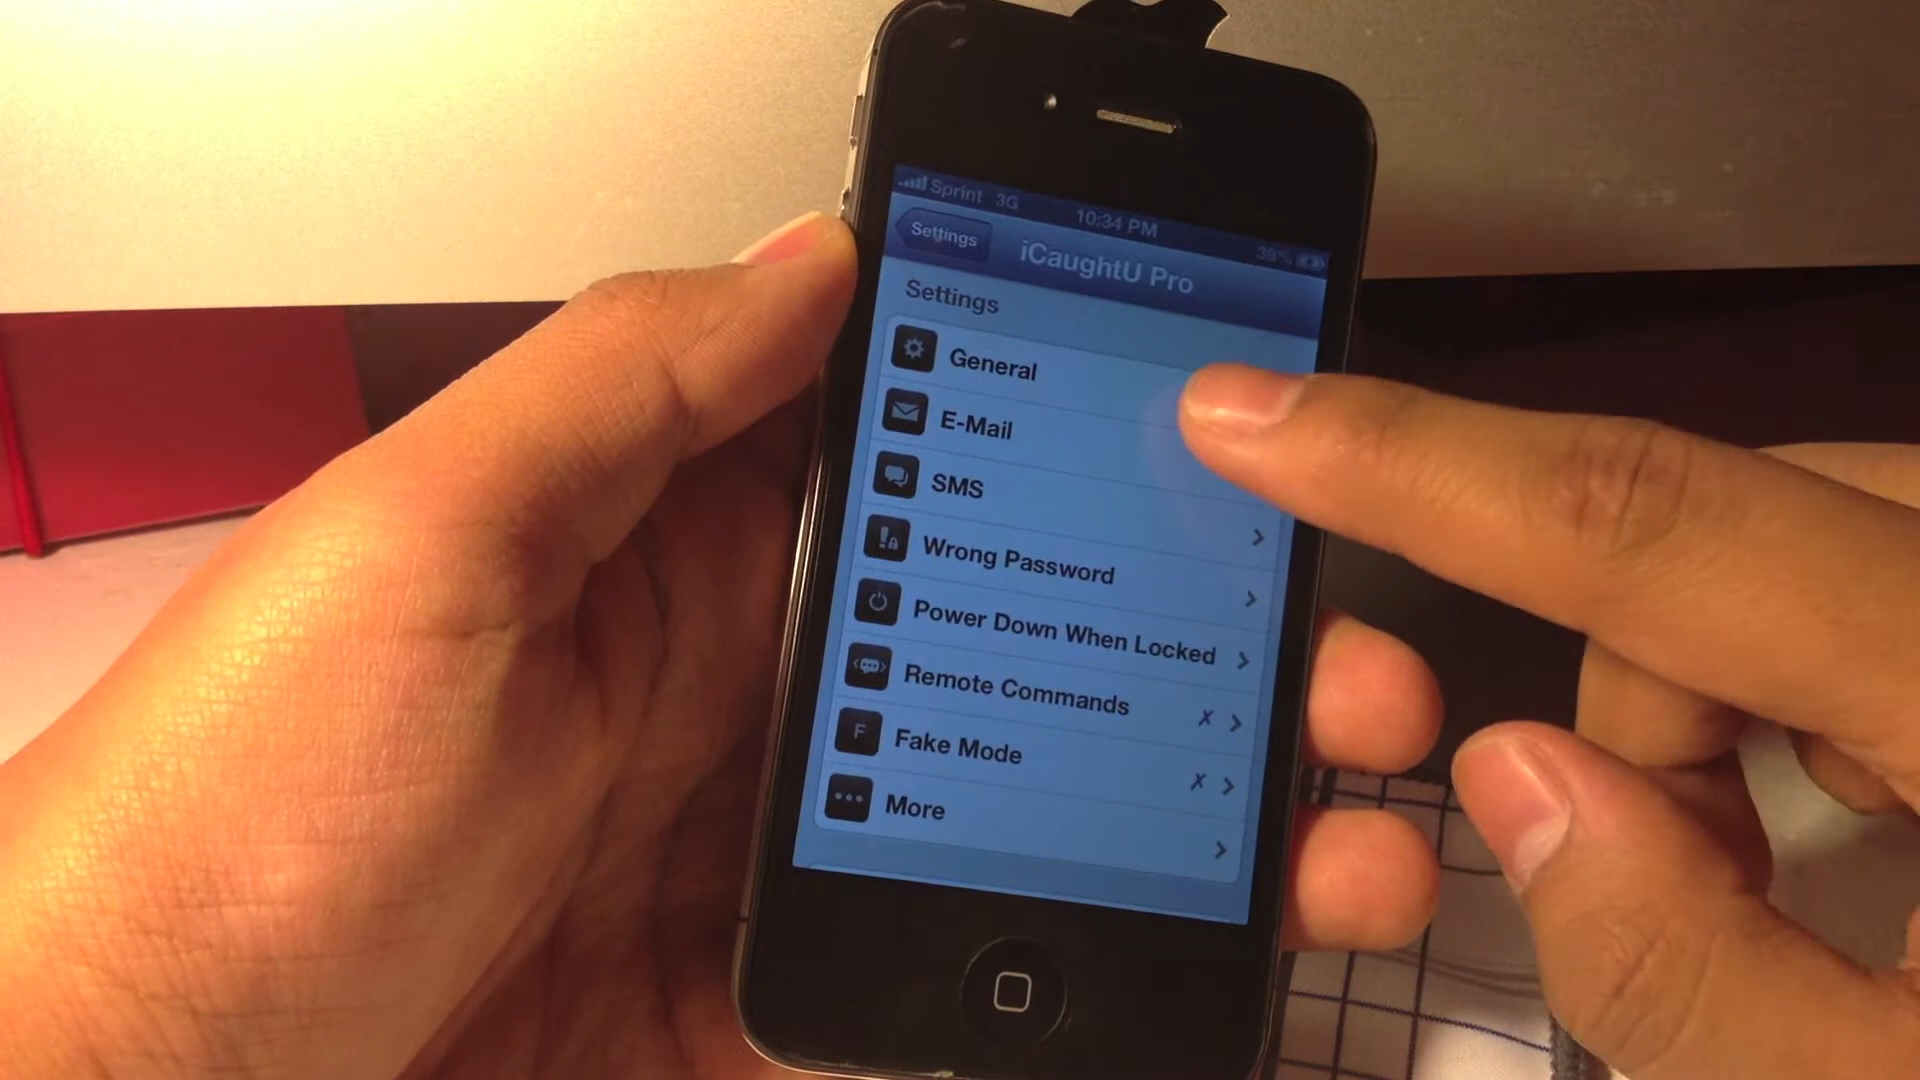 Sprint 3G 10:34 PM 39%
Settings iCaughtU Pro
Settings
General
E-Mail
SMS
Wrong Password
Power Down When Locked
Remote Commands ✗
F Fake Mode ✗
More